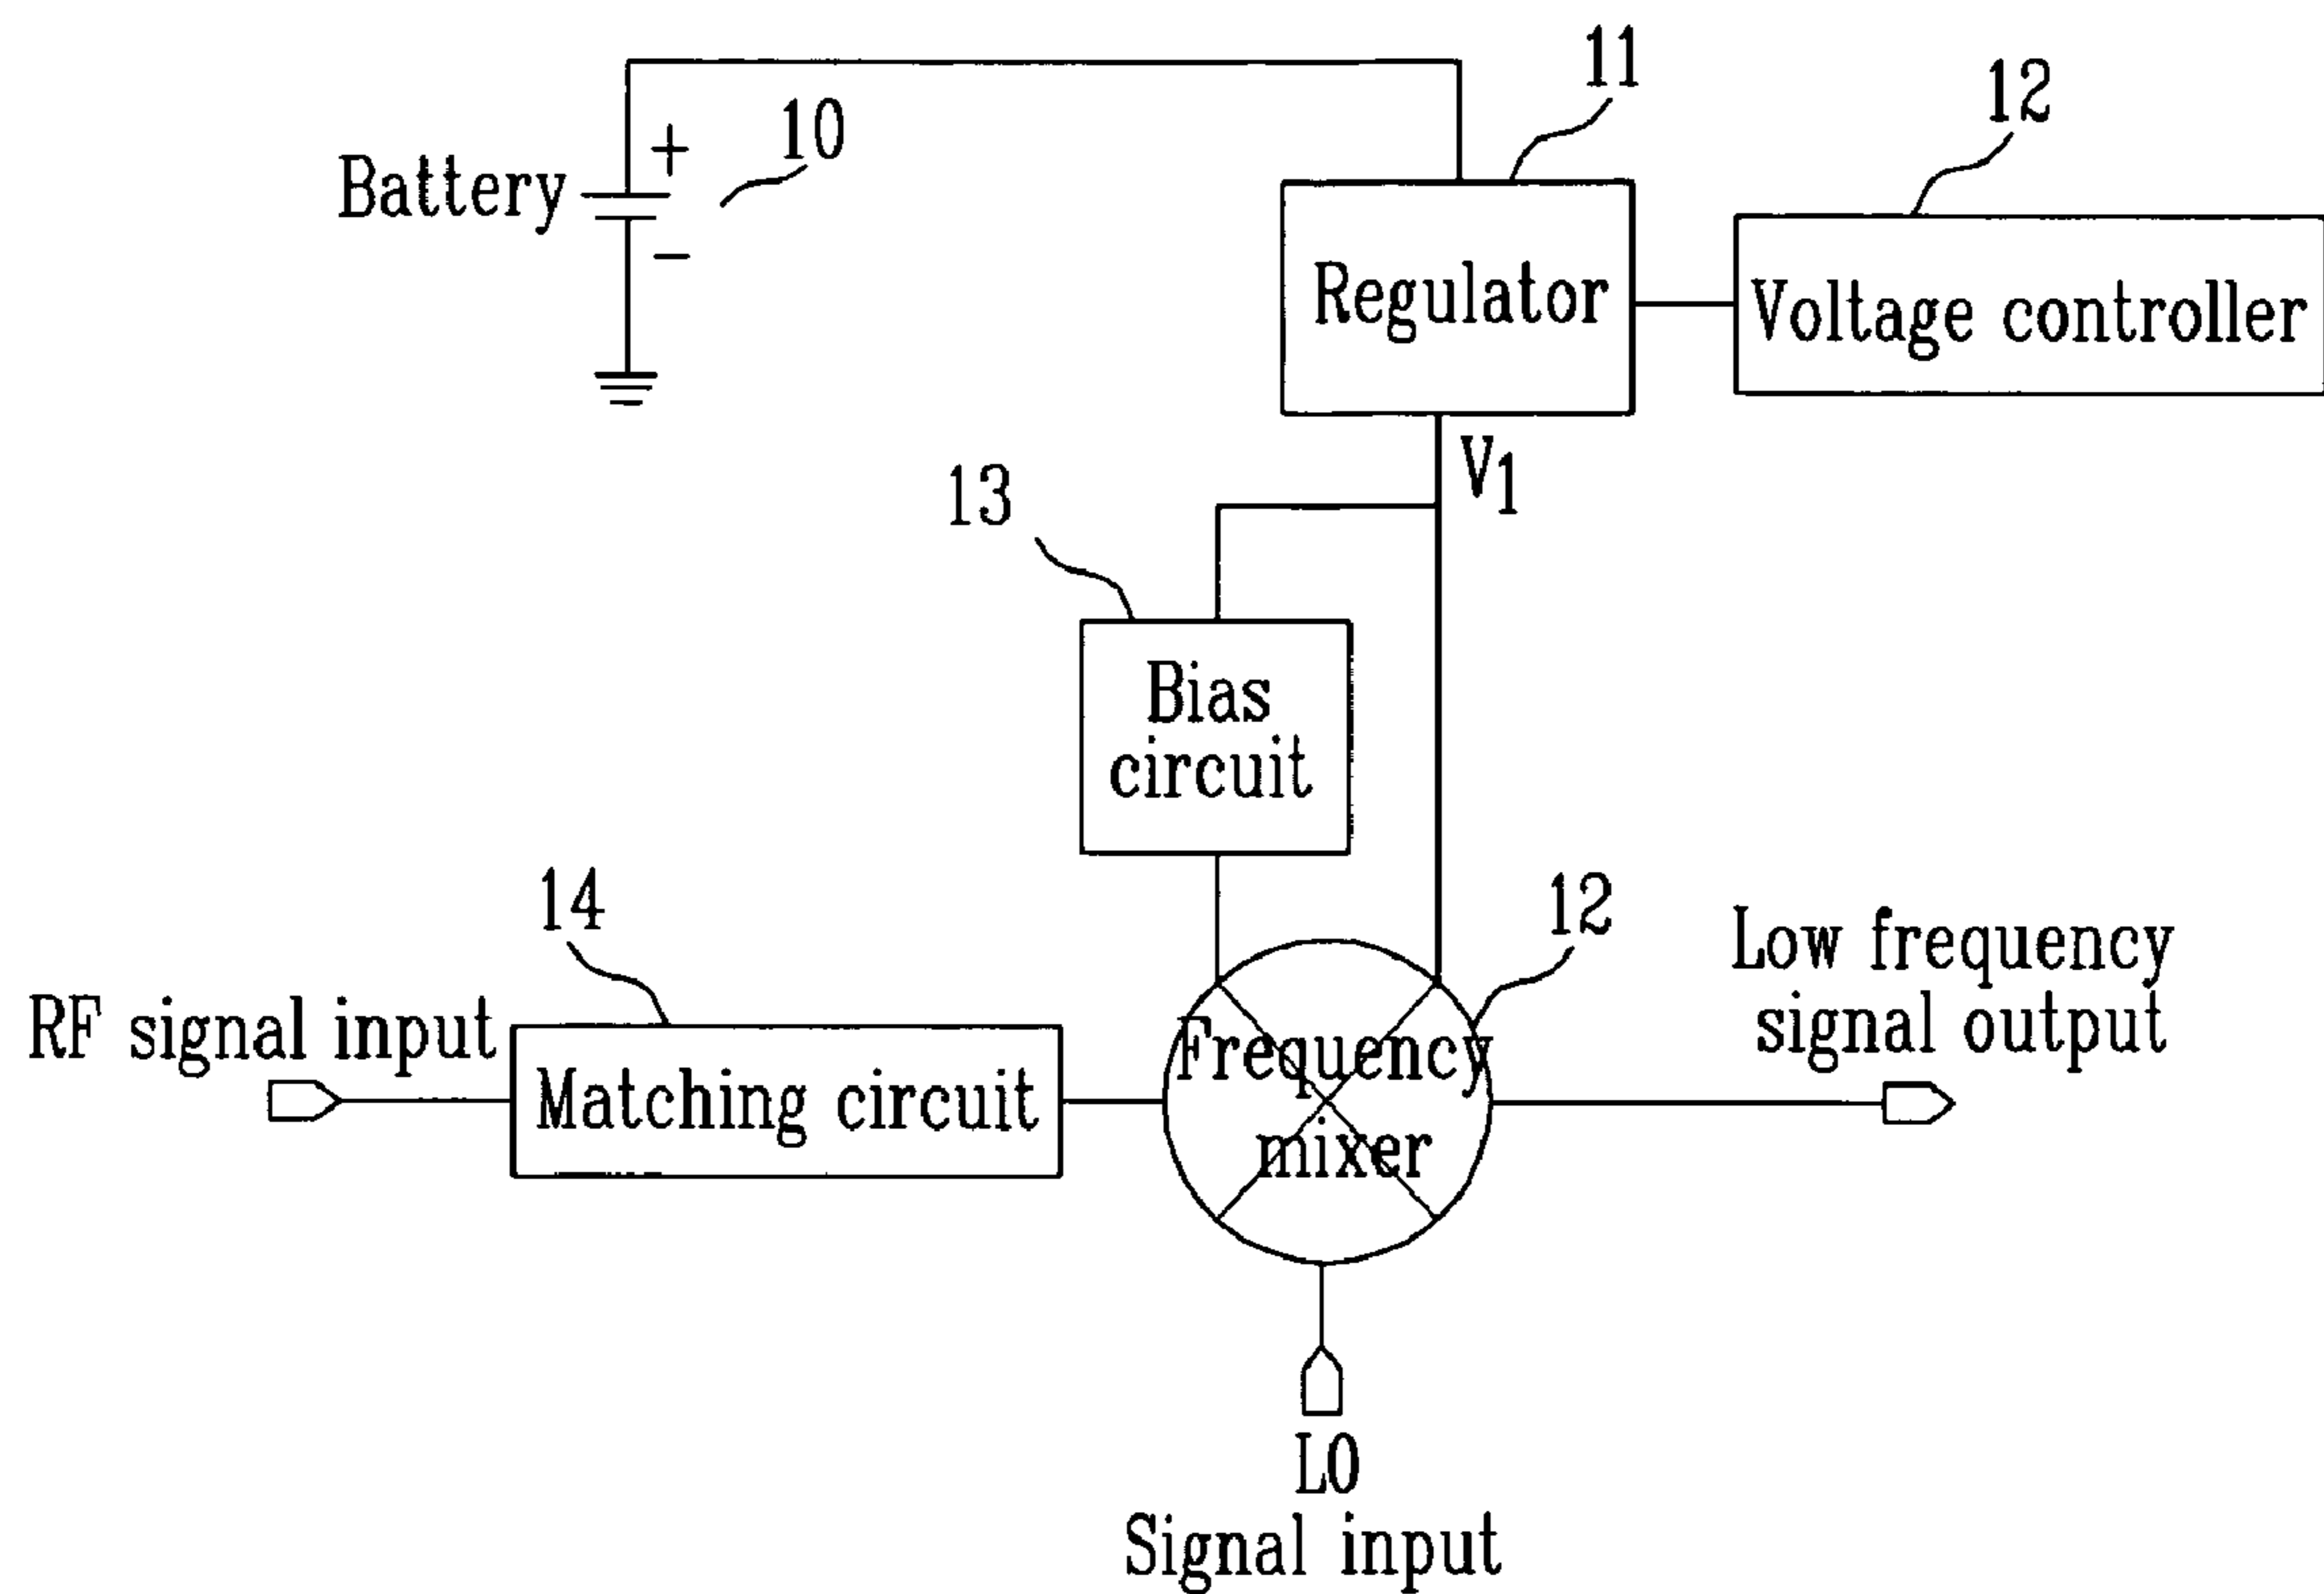 11
12
10
+
Battery
-
Regulator
Voltage controller
V1
13
Bias
circuit
14
12
Low frequency
signal output
RF signal input
Matching circuit
Frequency
mixer
LO
Signal input